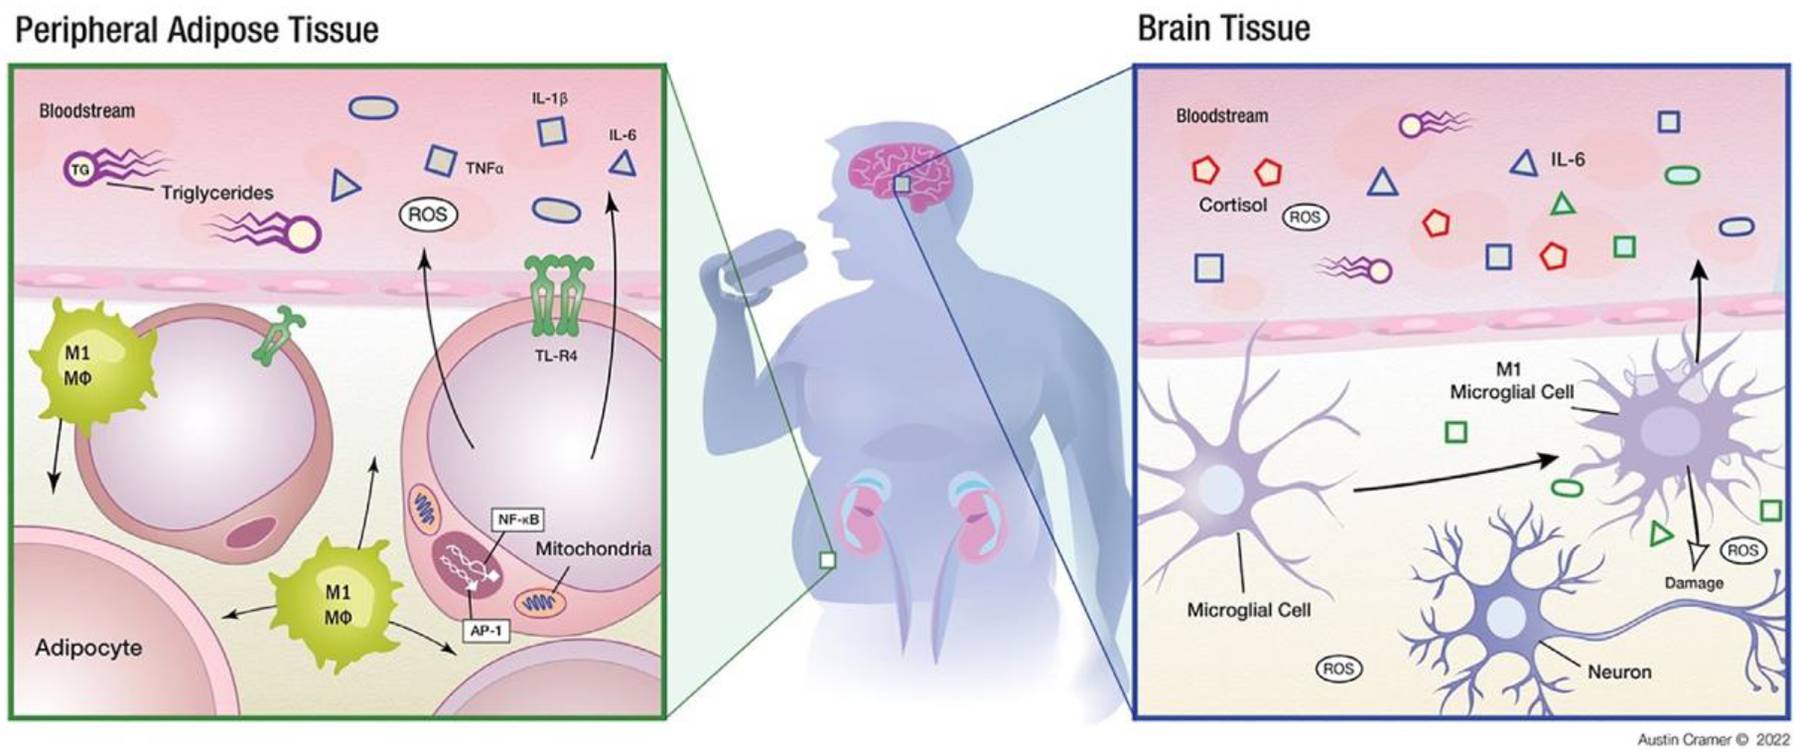 Peripheral Adipose Tissue
Bloodstream
TG
Triglycerides
IL-1β
IL-6
TNFα
ROS
TL-R4
M1
MΦ
NF-κB
Mitochondria
M1
MΦ
AP-1
Adipocyte
Brain Tissue
Bloodstream
IL-6
Cortisol
ROS
M1
Microglial Cell
ROS
Damage
Microglial Cell
ROS
Neuron
Austin Cramer © 2022